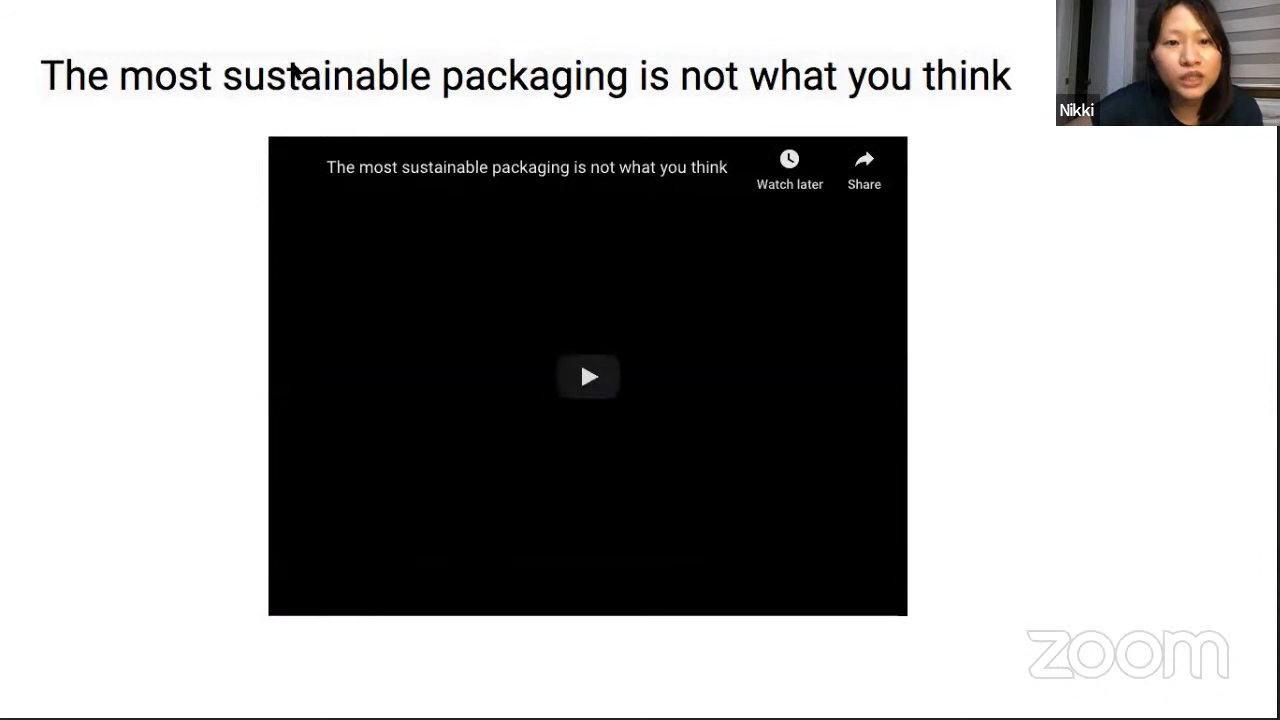 The most sustainable packaging is not what you think
Nikki
The most sustainable packaging is not what you think
Watch later
Share
zoom